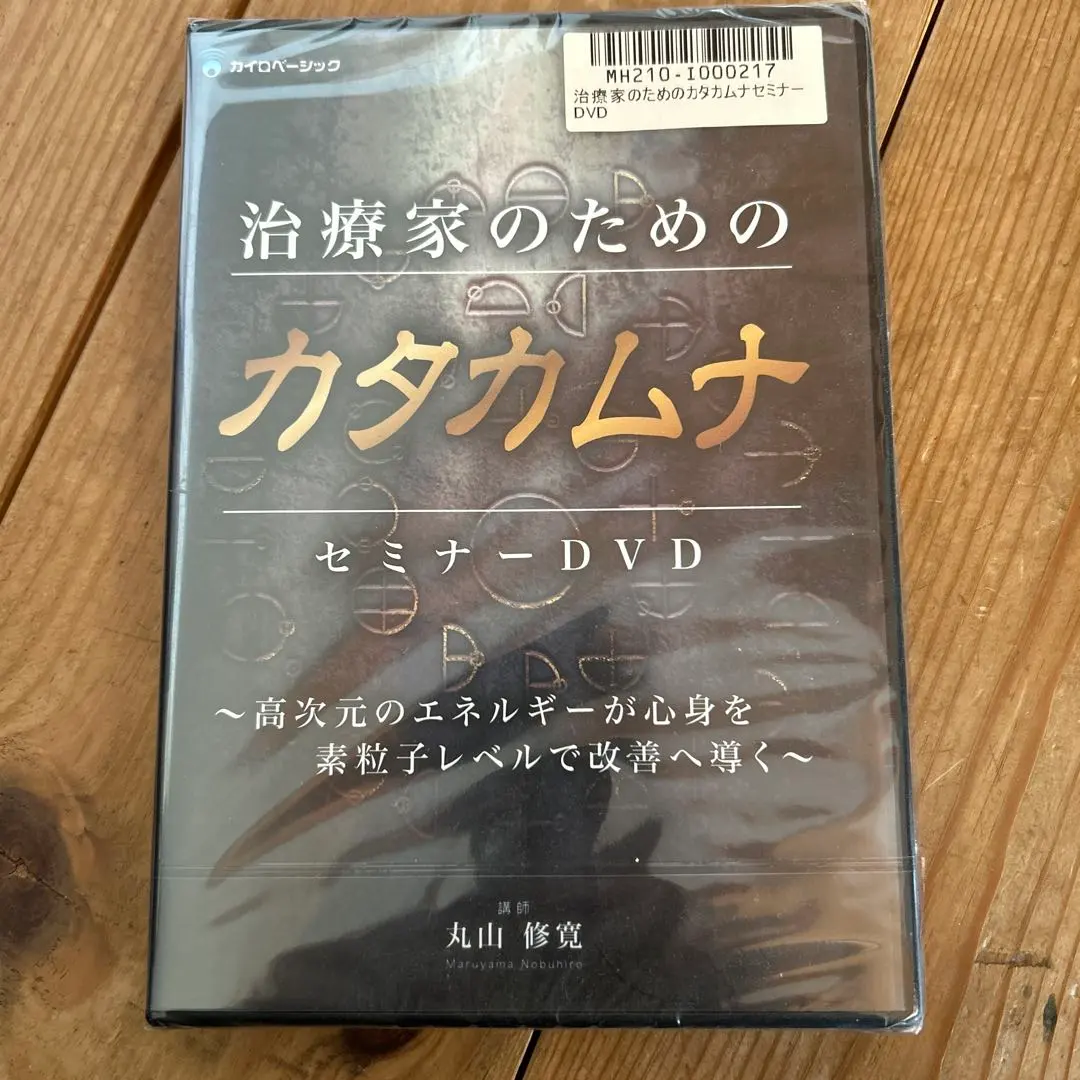 カイロベーシック
MH210-I000217
治療家のためのカタカムナセミナー
DVD
治療家のための
カタカムナ
セミナーDVD
～高次元のエネルギーが心身を
素粒子レベルで改善へ導く～
講師
丸山 修寛
Maruyama Nobuhiro